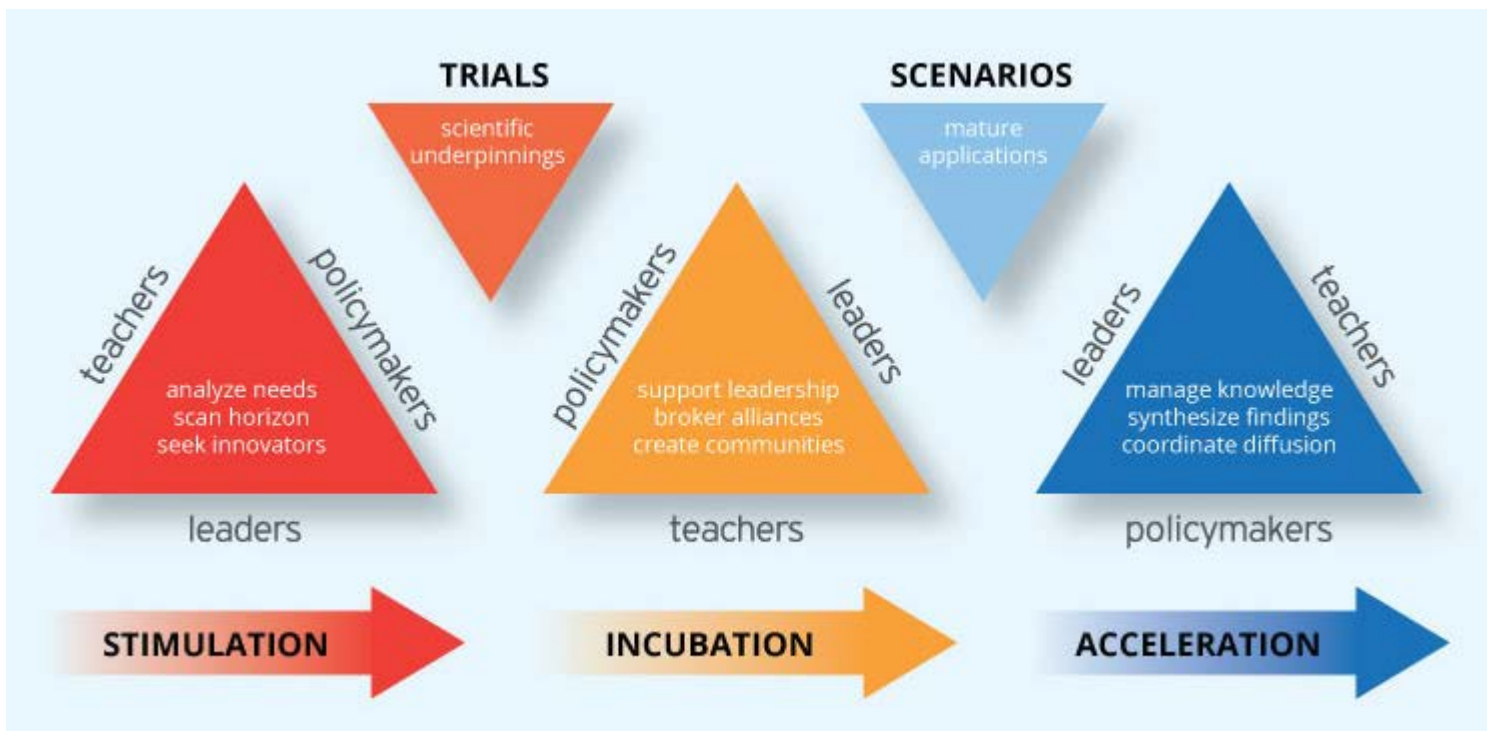 TRIALS
scientific
underpinnings
SCENARIOS
mature
applications
teachers
policymakers
analyze needs
scan horizon
seek innovators
leaders
policymakers
leaders
support leadership
broker alliances
create communities
teachers
leaders
teachers
manage knowledge
synthesize findings
coordinate diffusion
policymakers
STIMULATION
INCUBATION
ACCELERATION